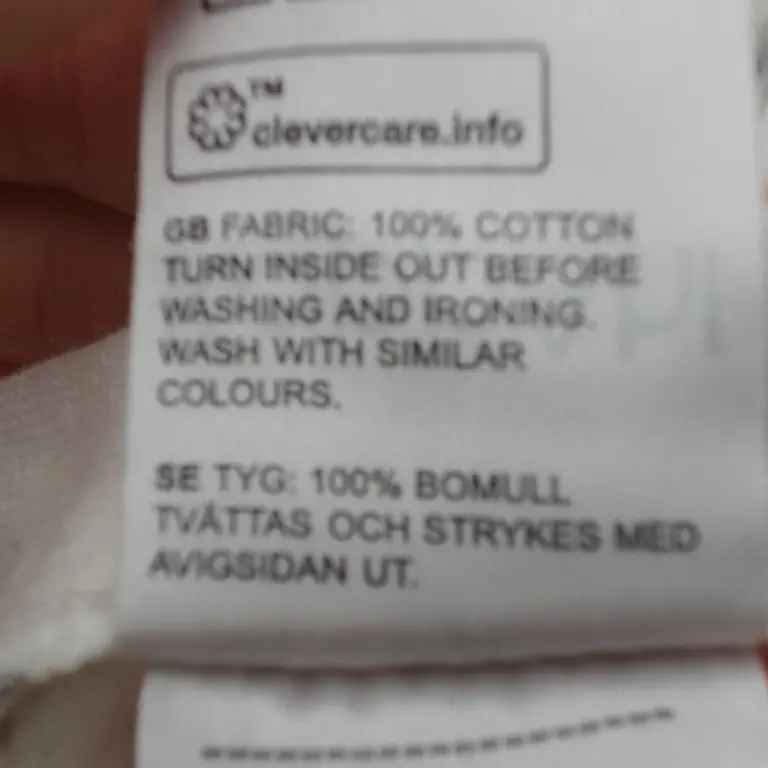 TM
clevercare.info
GB FABRIC: 100% COTTON
TURN INSIDE OUT BEFORE
WASHING AND IRONING.
WASH WITH SIMILAR
COLOURS.
SE TYG: 100% BOMULL
TVÄTTAS OCH STRYKES MED
AVIGSIDAN UT.